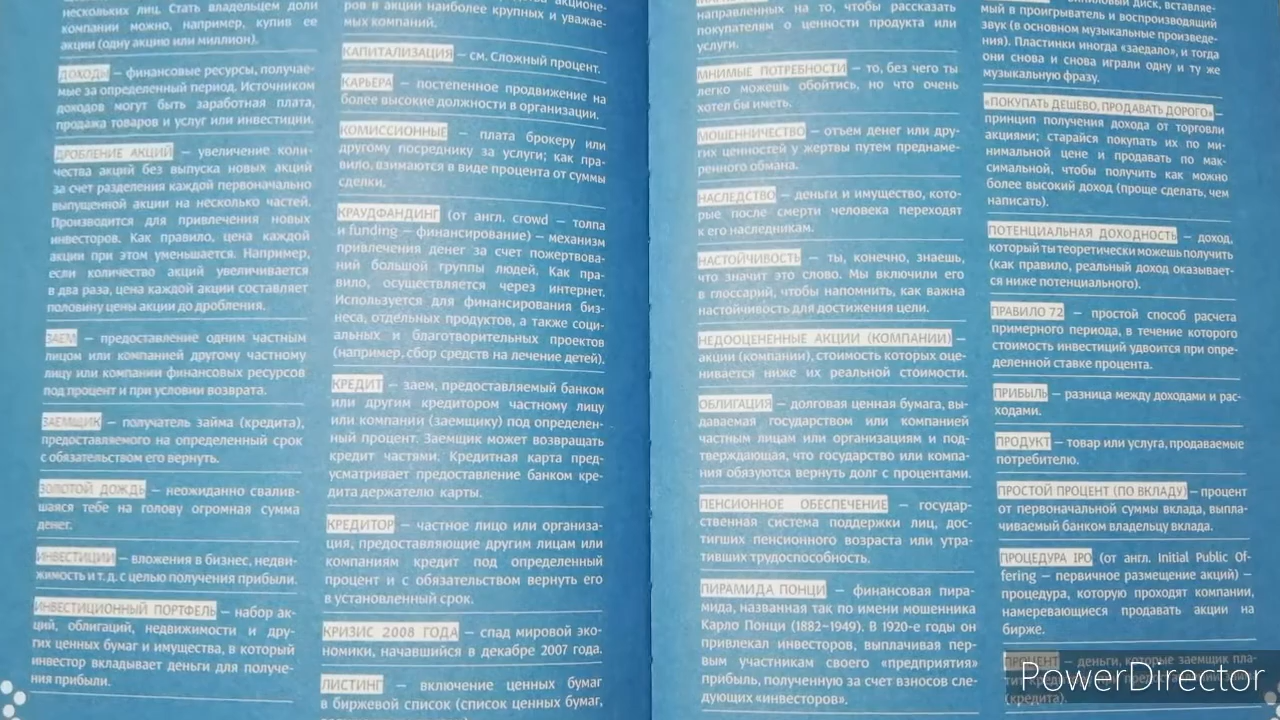 нескольких лиц. Стать владельцем доли
компании можно, например, купив ее
акции (одну акцию или миллион).
ДОХОДЫ – финансовые ресурсы, получае-
мые за определенный период. Источником
доходов могут быть заработная плата,
продажа товаров и услуг или инвестиции.
ДРОБЛЕНИЕ АКЦИЙ – увеличение коли-
чества акций без выпуска новых акций
за счет разделения каждой первоначально
выпущенной акции на несколько частей.
Производится для привлечения новых
инвесторов. Как правило, цена каждой
акции при этом уменьшается. Например,
если количество акций увеличивается
в два раза, цена каждой акции составляет
половину цены акции до дробления.
ЗАЕМ – предоставление одним частным
лицом или компанией другому частному
лицу или компании финансовых ресурсов
под процент и при условии возврата.
ЗАЕМЩИК – получатель займа (кредита),
предоставляемого на определенный срок
с обязательством его вернуть.
ЗОЛОТОЙ ДОЖДЬ – неожиданно свалив-
шаяся тебе на голову огромная сумма
денег.
ИНВЕСТИЦИИ – вложения в бизнес, недви-
жимость и т. д. с целью получения прибыли.
ИНВЕСТИЦИОННЫЙ ПОРТФЕЛЬ – набор ак-
ций, облигаций, недвижимости и дру-
гих ценных бумаг и имущества, в который
инвестор вкладывает деньги для получе-
ния прибыли.
ров в акции наиболее крупных и уважае-
мых компаний.
КАПИТАЛИЗАЦИЯ – см. Сложный процент.
КАРЬЕРА – постепенное продвижение на
более высокие должности в организации.
КОМИССИОННЫЕ – плата брокеру или
другому посреднику за услуги; как пра-
вило, взимаются в виде процента от суммы
сделки.
КРАУДФАНДИНГ (от англ. crowd – толпа
и funding – финансирование) – механизм
привлечения денег за счет пожертвова-
ний большой группы людей. Как пра-
вило, осуществляется через интернет.
Используется для финансирования биз-
неса, отдельных продуктов, а также соци-
альных и благотворительных проектов
(например, сбор средств на лечение детей).
КРЕДИТ – заем, предоставляемый банком
или другим кредитором частному лицу
или компании (заемщику) под определен-
ный процент. Заемщик может возвращать
кредит частями. Кредитная карта пред-
усматривает предоставление банком кре-
дита держателю карты.
КРЕДИТОР – частное лицо или организа-
ция, предоставляющие другим лицам или
компаниям кредит под определенный
процент и с обязательством вернуть его
в установленный срок.
КРИЗИС 2008 ГОДА – спад мировой эко-
номики, начавшийся в декабре 2007 года.
ЛИСТИНГ – включение ценных бумаг
в биржевой список (список ценных бумаг,
направленных на то, чтобы рассказать
покупателям о ценности продукта или
услуги.
МНИМЫЕ ПОТРЕБНОСТИ – то, без чего ты
легко можешь обойтись, но что очень
хотел бы иметь.
МОШЕННИЧЕСТВО – отъем денег или дру-
гих ценностей у жертвы путем преднаме-
ренного обмана.
НАСЛЕДСТВО – деньги и имущество, кото-
рые после смерти человека переходят
к его наследникам.
НАСТОЙЧИВОСТЬ – ты, конечно, знаешь,
что значит это слово. Мы включили его
в глоссарий, чтобы напомнить, как важна
настойчивость для достижения цели.
НЕДООЦЕНЕННЫЕ АКЦИИ (КОМПАНИИ) –
акции (компании), стоимость которых оце-
нивается ниже их реальной стоимости.
ОБЛИГАЦИЯ – долговая ценная бумага, вы-
даваемая государством или компанией
частным лицам или организациям и под-
тверждающая, что государство или компа-
ния обязуются вернуть долг с процентами.
ПЕНСИОННОЕ ОБЕСПЕЧЕНИЕ – государ-
ственная система поддержки лиц, дос-
тигших пенсионного возраста или утра-
тивших трудоспособность.
ПИРАМИДА ПОНЦИ – финансовая пира-
мида, названная так по имени мошенника
Карло Понци (1882–1949). В 1920-е годы он
привлекал инвесторов, выплачивая пер-
вым участникам своего «предприятия»
прибыль, полученную за счет взносов сле-
дующих «инвесторов».
виниловый диск, вставляе-
мый в проигрыватель и воспроизводящий
звук (в основном музыкальные произведе-
ния). Пластинки иногда «заедало», и тогда
они снова и снова играли одну и ту же
музыкальную фразу.
«ПОКУПАТЬ ДЕШЕВО, ПРОДАВАТЬ ДОРОГО» –
принцип получения дохода от торговли
акциями; старайся покупать их по ми-
нимальной цене и продавать по мак-
симальной, чтобы получить как можно
более высокий доход (проще сделать, чем
написать).
ПОТЕНЦИАЛЬНАЯ ДОХОДНОСТЬ – доход,
который ты теоретически можешь получить
(как правило, реальный доход оказывает-
ся ниже потенциального).
ПРАВИЛО 72 – простой способ расчета
примерного периода, в течение которого
стоимость инвестиций удвоится при опре-
деленной ставке процента.
ПРИБЫЛЬ – разница между доходами и рас-
ходами.
ПРОДУКТ – товар или услуга, продаваемые
потребителю.
ПРОСТОЙ ПРОЦЕНТ (ПО ВКЛАДУ) – процент
от первоначальной суммы вклада, выпла-
чиваемый банком владельцу вклада.
ПРОЦЕДУРА IPO (от англ. Initial Public Of-
fering – первичное размещение акций) –
процедура, которую проходят компании,
намеревающиеся продавать акции на
бирже.
ПРОЦЕНТ – деньги, которые заемщик пла-
(кредита).
PowerDirector